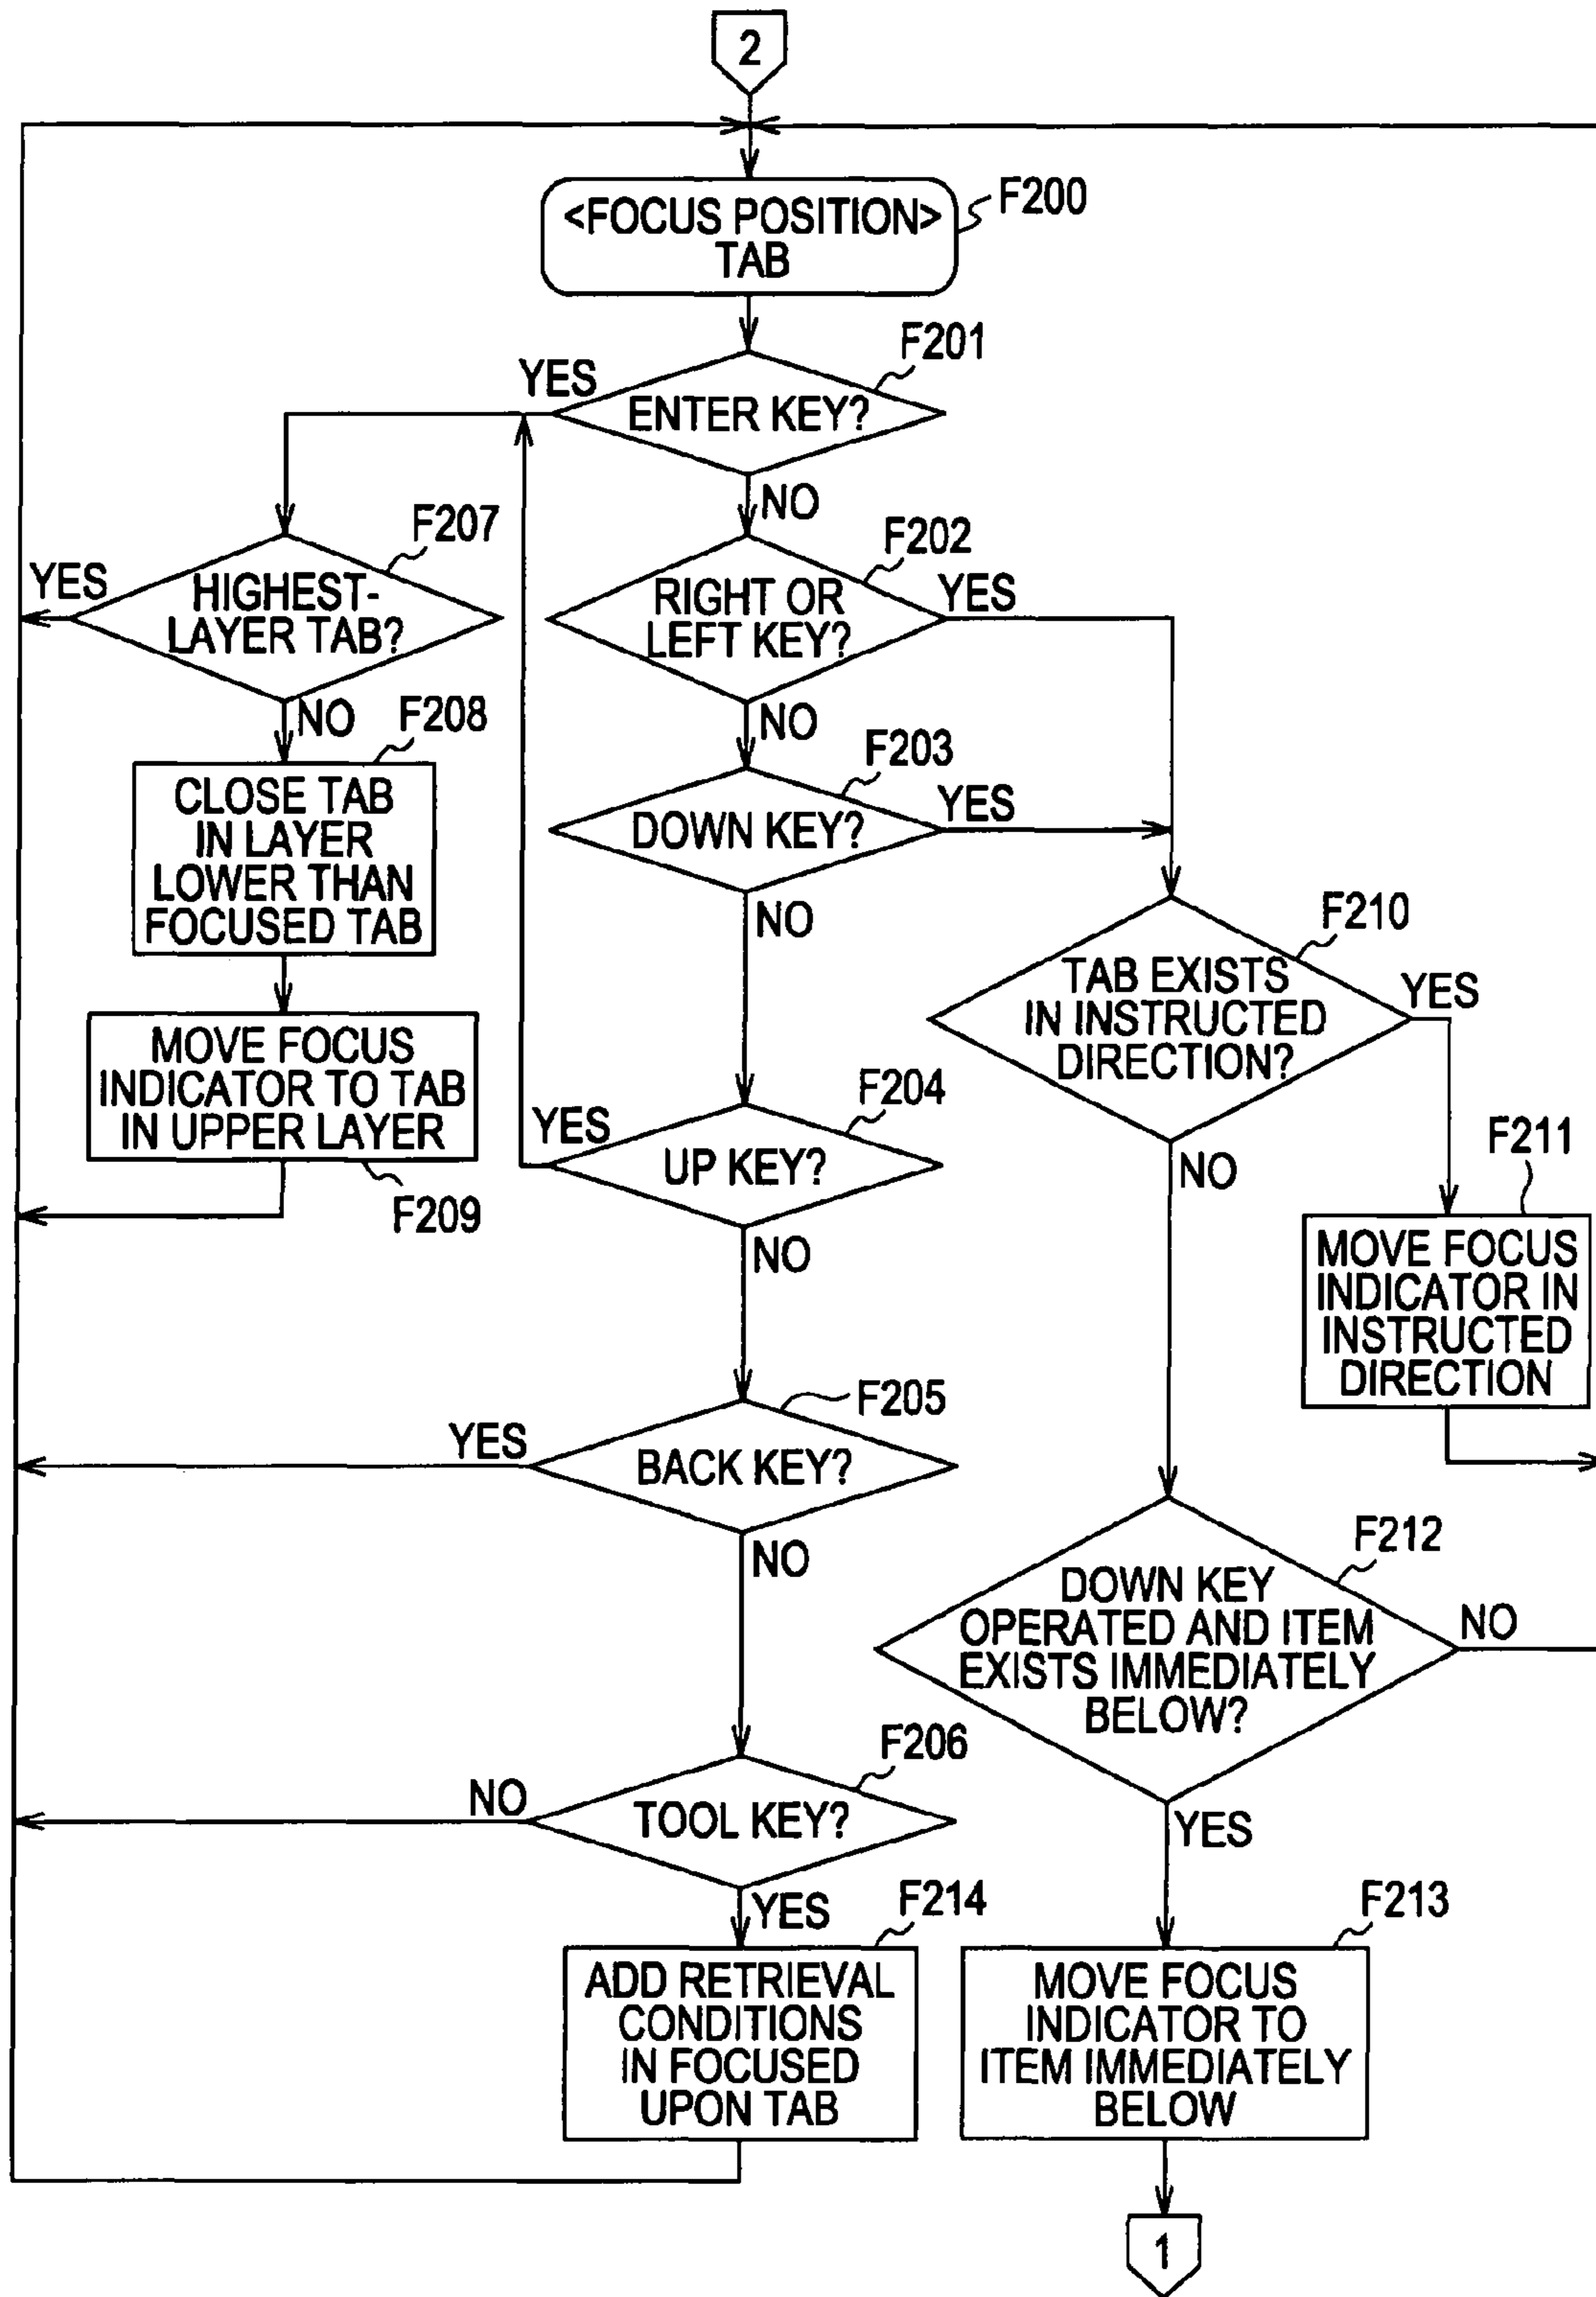 2
<FOCUS POSITION>
TAB
F200
F201
YES
ENTER KEY?
NO
F207
YES
HIGHEST-
LAYER TAB?
NO
F202
RIGHT OR
LEFT KEY?
YES
NO
F208
CLOSE TAB
IN LAYER
LOWER THAN
FOCUSED TAB
F203
DOWN KEY?
YES
NO
MOVE FOCUS
INDICATOR TO TAB
IN UPPER LAYER
F209
F204
YES
UP KEY?
NO
F210
TAB EXISTS
IN INSTRUCTED
DIRECTION?
YES
NO
F211
MOVE FOCUS
INDICATOR IN
INSTRUCTED
DIRECTION
F205
YES
BACK KEY?
NO
F212
DOWN KEY
OPERATED AND ITEM
EXISTS IMMEDIATELY
BELOW?
NO
YES
F206
NO
TOOL KEY?
YES
F214
ADD RETRIEVAL
CONDITIONS
IN FOCUSED
UPON TAB
F213
MOVE FOCUS
INDICATOR TO
ITEM IMMEDIATELY
BELOW
1